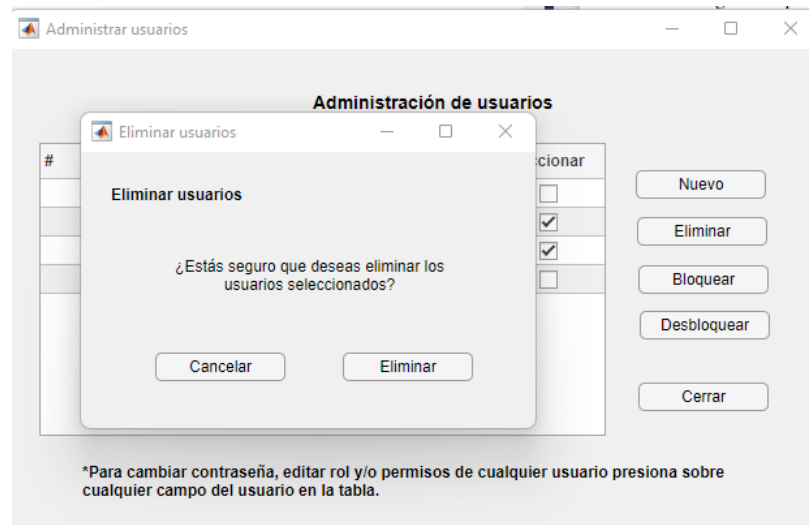 Administrar usuarios
Administración de usuarios
Eliminar usuarios
#
ccionar
Eliminar usuarios
Nuevo
Eliminar
¿Estás seguro que deseas eliminar los
usuarios seleccionados?
Bloquear
Desbloquear
Cancelar
Eliminar
Cerrar
*Para cambiar contraseña, editar rol y/o permisos de cualquier usuario presiona sobre
cualquier campo del usuario en la tabla.